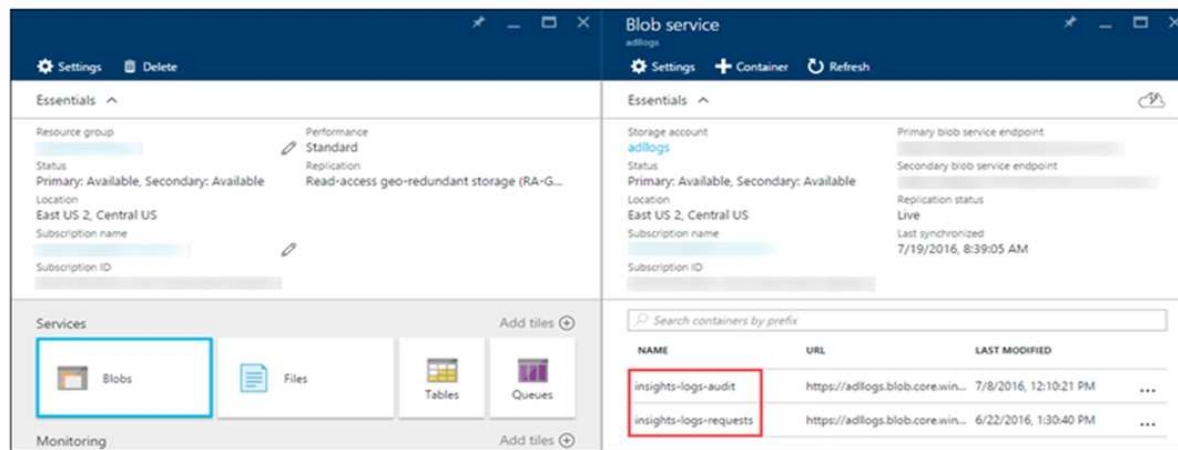 Settings Delete
Essentials
Resource group
Performance
Standard
Status
Primary: Available, Secondary: Available
Replication
Read-access geo-redundant storage (RA-G...
Location
East US 2, Central US
Subscription name
Subscription ID
Services
Add tiles
Blobs
Files
Tables
Queues
Monitoring
Add tiles
Blob service
adllogs
Settings Container Refresh
Essentials
Storage account
adllogs
Primary blob service endpoint
Status
Primary: Available, Secondary: Available
Secondary blob service endpoint
Location
East US 2, Central US
Replication status
Live
Subscription name
Last synchronized
7/19/2016, 8:39:05 AM
Subscription ID
Search containers by prefix
NAME URL LAST MODIFIED
insights-logs-audit https://adllogs.blob.core.win... 7/8/2016, 12:10:21 PM ...
insights-logs-requests https://adllogs.blob.core.win... 6/22/2016, 1:30:40 PM ...